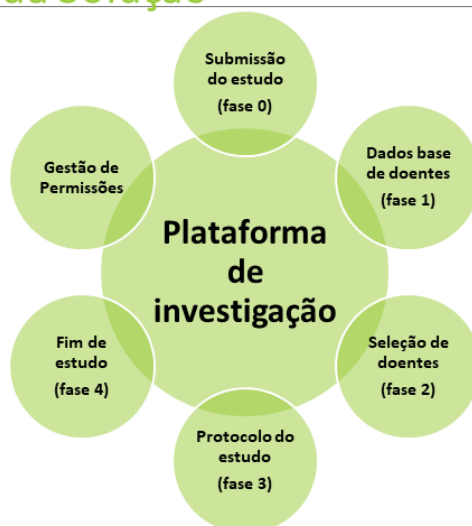 Submissão
do estudo
(fase 0)
Gestão de
Permissões
Dados base
de doentes
(fase 1)
Plataforma
de
investigação
Fim de
estudo
(fase 4)
Seleção de
doentes
(fase 2)
Protocolo do
estudo
(fase 3)